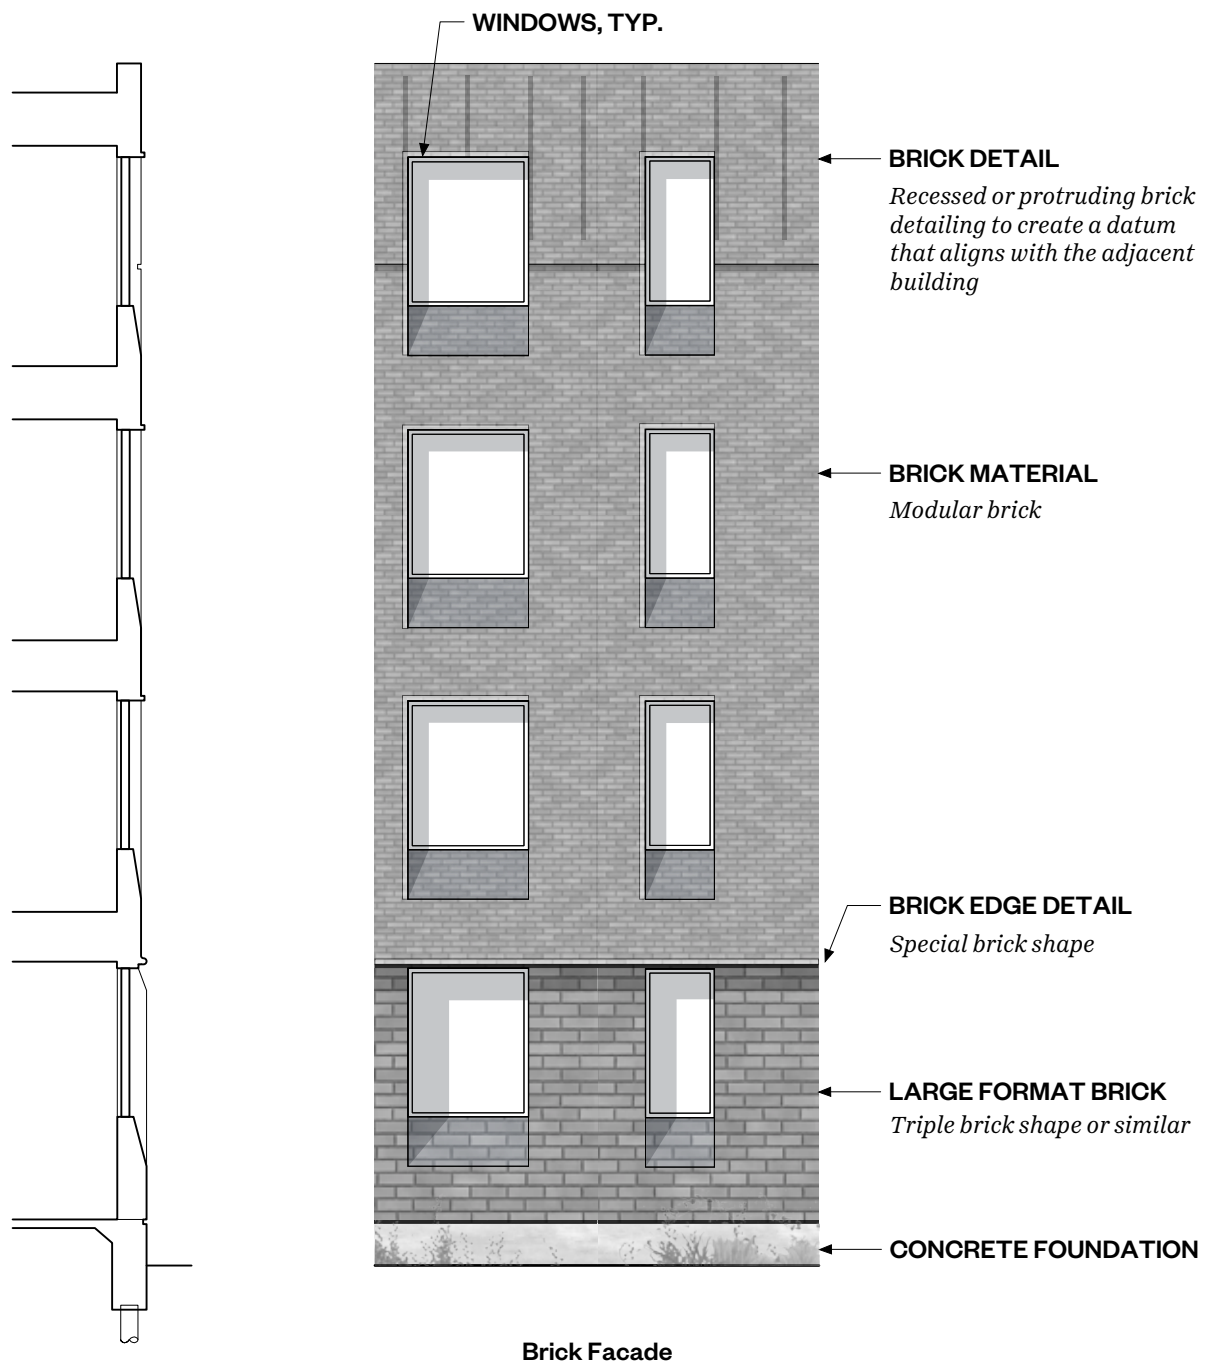 WINDOWS, TYP.
BRICK DETAIL
Recessed or protruding brick
detailing to create a datum
that aligns with the adjacent
building
BRICK MATERIAL
Modular brick
BRICK EDGE DETAIL
Special brick shape
LARGE FORMAT BRICK
Triple brick shape or similar
CONCRETE FOUNDATION
Brick Facade